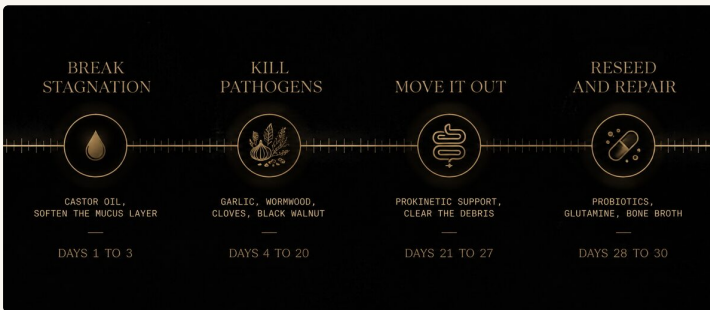 BREAK
STAGNATION
CASTOR OIL,
SOFTEN THE MUCUS LAYER
DAYS 1 TO 3
KILL
PATHOGENS
GARLIC, WORMWOOD,
CLOVES, BLACK WALNUT
DAYS 4 TO 20
MOVE IT OUT
PROKINETIC SUPPORT,
CLEAR THE DEBRIS
DAYS 21 TO 27
RESEED
AND REPAIR
PROBIOTICS,
GLUTAMINE, BONE BROTH
DAYS 28 TO 30